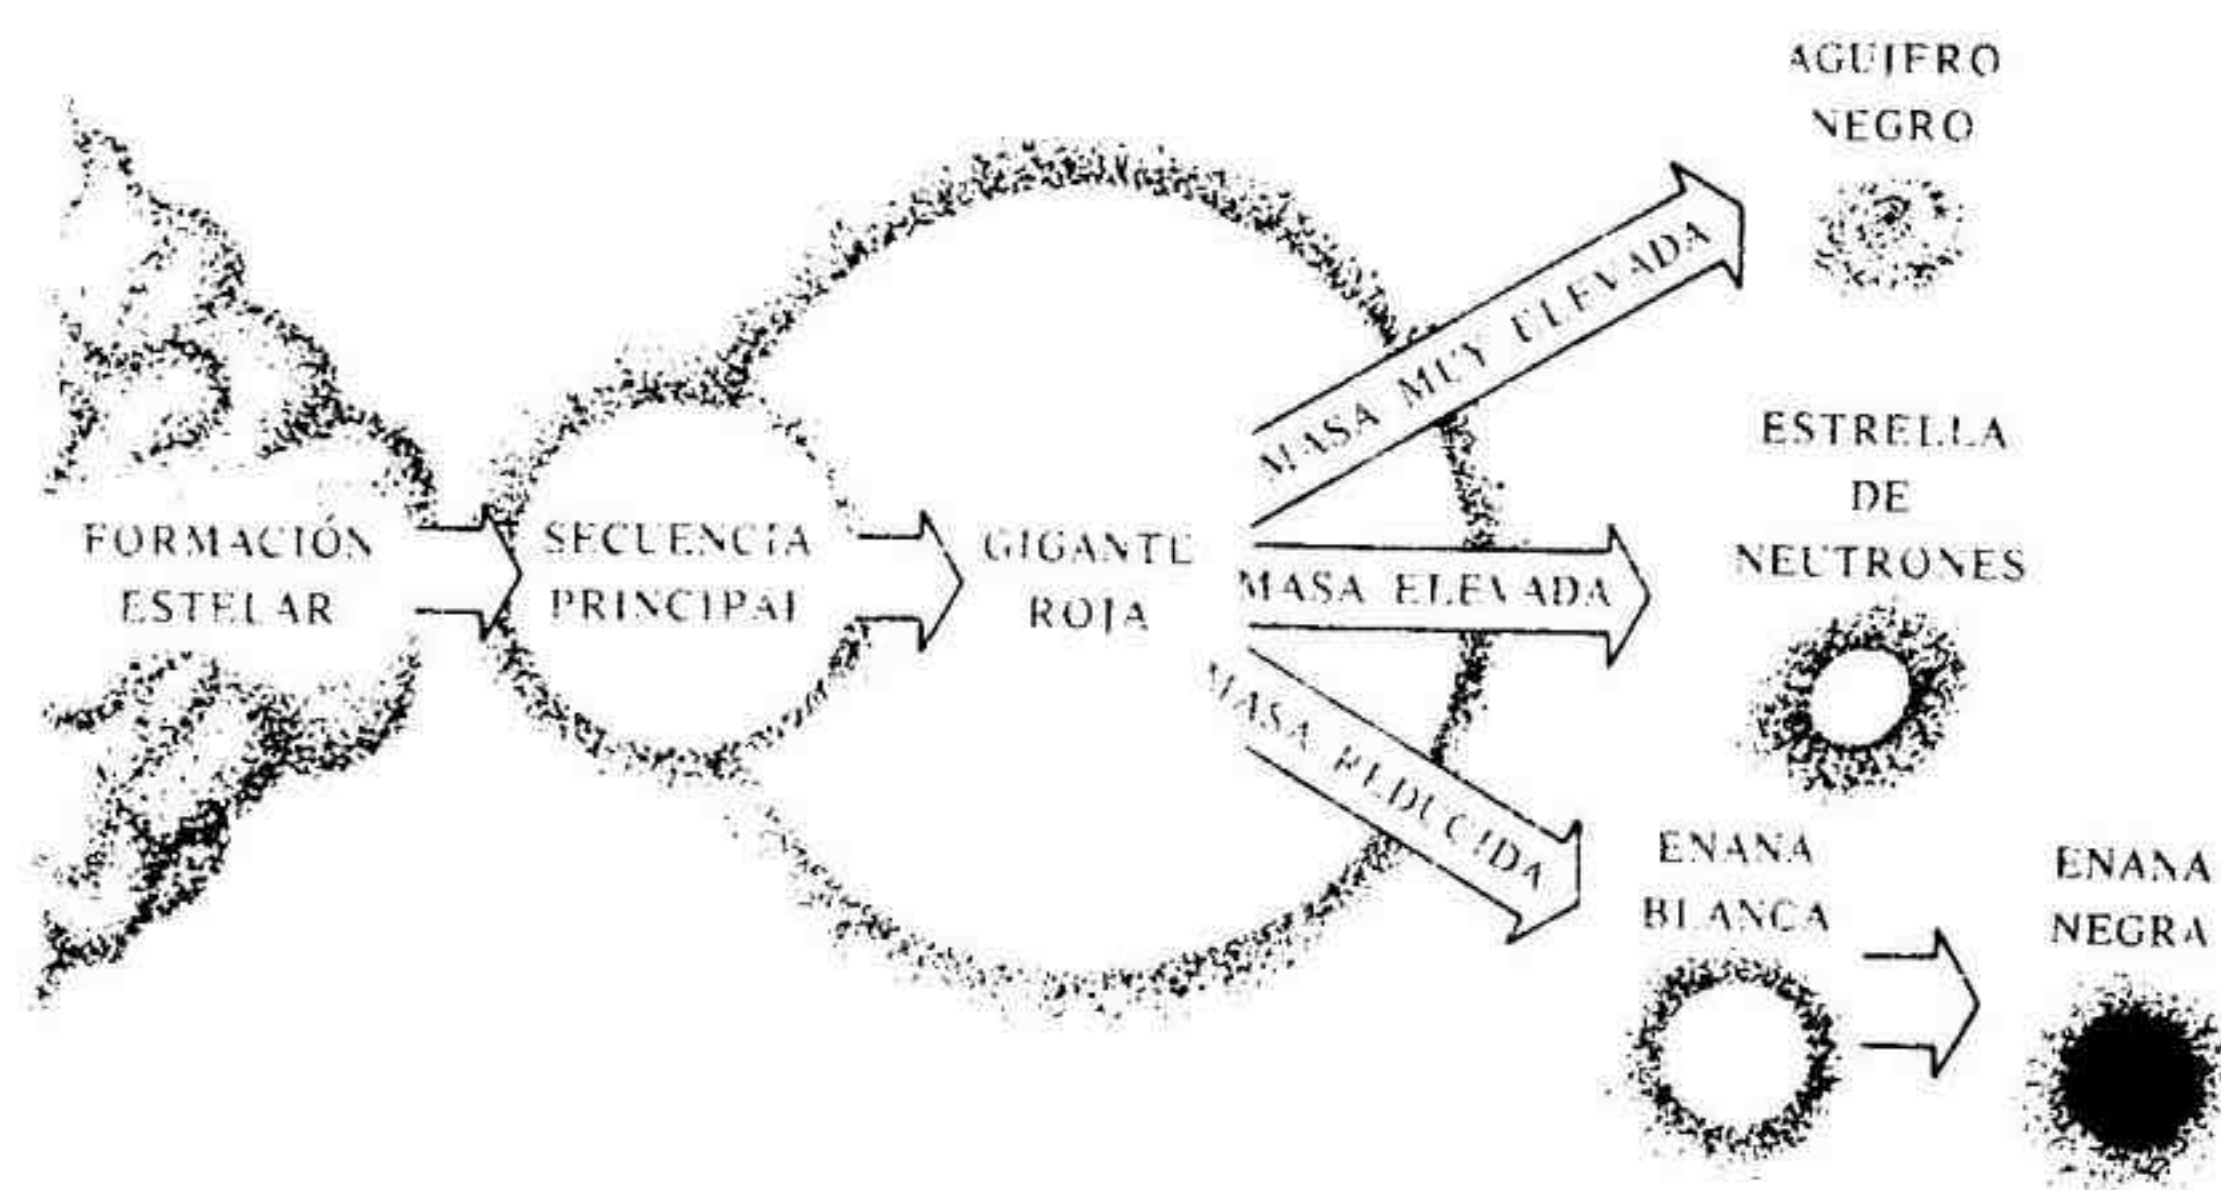 FORMACIÓN
ESTELAR
SECUENCIA
PRINCIPAL
GIGANTE
ROJA
MASA MUY ELEVADA
AGUJERO
NEGRO
MASA ELEVADA
ESTRELLA
DE
NEUTRONES
MASA REDUCIDA
ENANA
BLANCA
ENANA
NEGRA